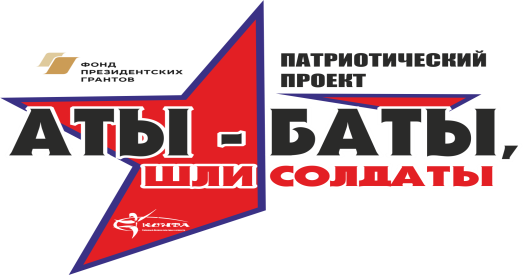 ФОНД
ПРЕЗИДЕНТСКИХ
ГРАНТОВ
ПАТРИОТИЧЕСКИЙ
ПРОЕКТ
АТЫ - БАТЫ,
ШЛИ СОЛДАТЫ